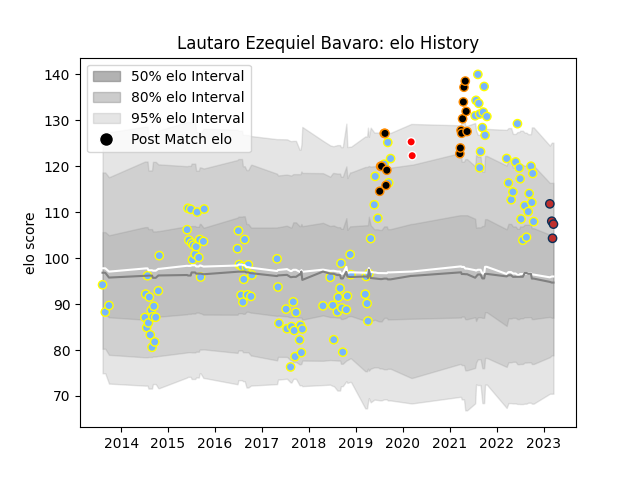 Lautaro Ezequiel Bavaro: elo History
50% elo Interval
80% elo Interval
95% elo Interval
Post Match elo
elo score
140
130
120
110
100
90
80
70
2014 2015 2016 2017 2018 2019 2020 2021 2022 2023